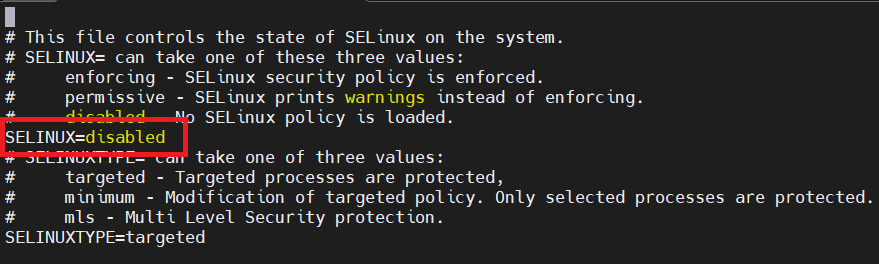 # This file controls the state of SELinux on the system.
# SELINUX= can take one of these three values:
#     enforcing - SELinux security policy is enforced.
#     permissive - SELinux prints warnings instead of enforcing.
#     disabled - No SELinux policy is loaded.
SELINUX=disabled
# SELINUXTYPE= can take one of three values:
#     targeted - Targeted processes are protected,
#     minimum - Modification of targeted policy. Only selected processes are protected.
#     mls - Multi Level Security protection.
SELINUXTYPE=targeted